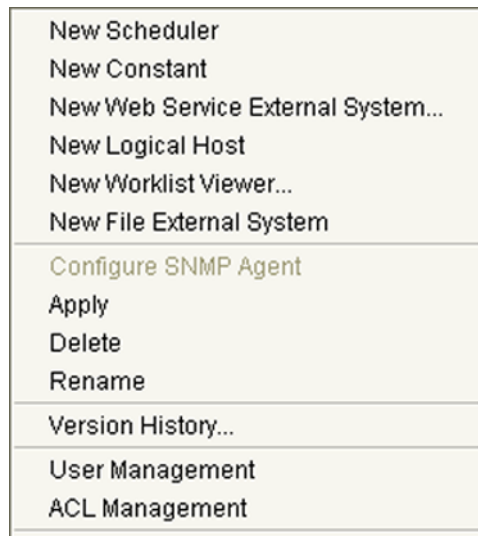 New Scheduler
New Constant
New Web Service External System...
New Logical Host
New Worklist Viewer...
New File External System
Configure SNMP Agent
Apply
Delete
Rename
Version History...
User Management
ACL Management